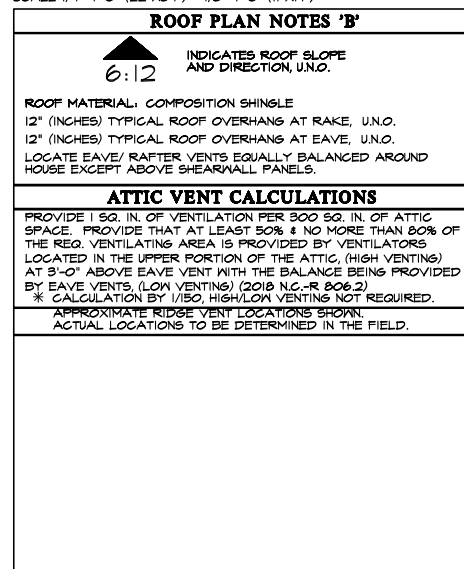 ROOF PLAN NOTES 'B'
6:12
INDICATES ROOF SLOPE
AND DIRECTION, U.N.O.
ROOF MATERIAL: COMPOSITION SHINGLE
12" (INCHES) TYPICAL ROOF OVERHANG AT RAKE, U.N.O.
12" (INCHES) TYPICAL ROOF OVERHANG AT EAVE, U.N.O.
LOCATE EAVE/ RAFTER VENTS EQUALLY BALANCED AROUND
HOUSE EXCEPT ABOVE SHEARWALL PANELS.
ATTIC VENT CALCULATIONS
PROVIDE 1 SQ. IN. OF VENTILATION PER 300 SQ. IN. OF ATTIC
SPACE. PROVIDE THAT AT LEAST 50% & NO MORE THAN 80% OF
THE REQ. VENTILATING AREA IS PROVIDED BY VENTILATORS
LOCATED IN THE UPPER PORTION OF THE ATTIC, (HIGH VENTING)
AT 3'-0" ABOVE EAVE VENT WITH THE BALANCE BEING PROVIDED
BY EAVE VENTS, (LOW VENTING) (2018 N.C.-R 806.2)
* CALCULATION BY 1/150, HIGH/LOW VENTING NOT REQUIRED.
APPROXIMATE RIDGE VENT LOCATIONS SHOWN.
ACTUAL LOCATIONS TO BE DETERMINED IN THE FIELD.